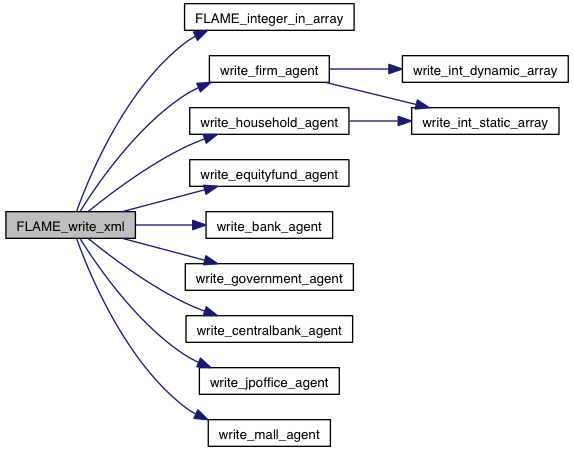 FLAME_integer_in_array
write_firm_agent
write_int_dynamic_array
write_household_agent
write_int_static_array
write_equityfund_agent
FLAME_write_xml
write_bank_agent
write_government_agent
write_centralbank_agent
write_jpoffice_agent
write_mall_agent